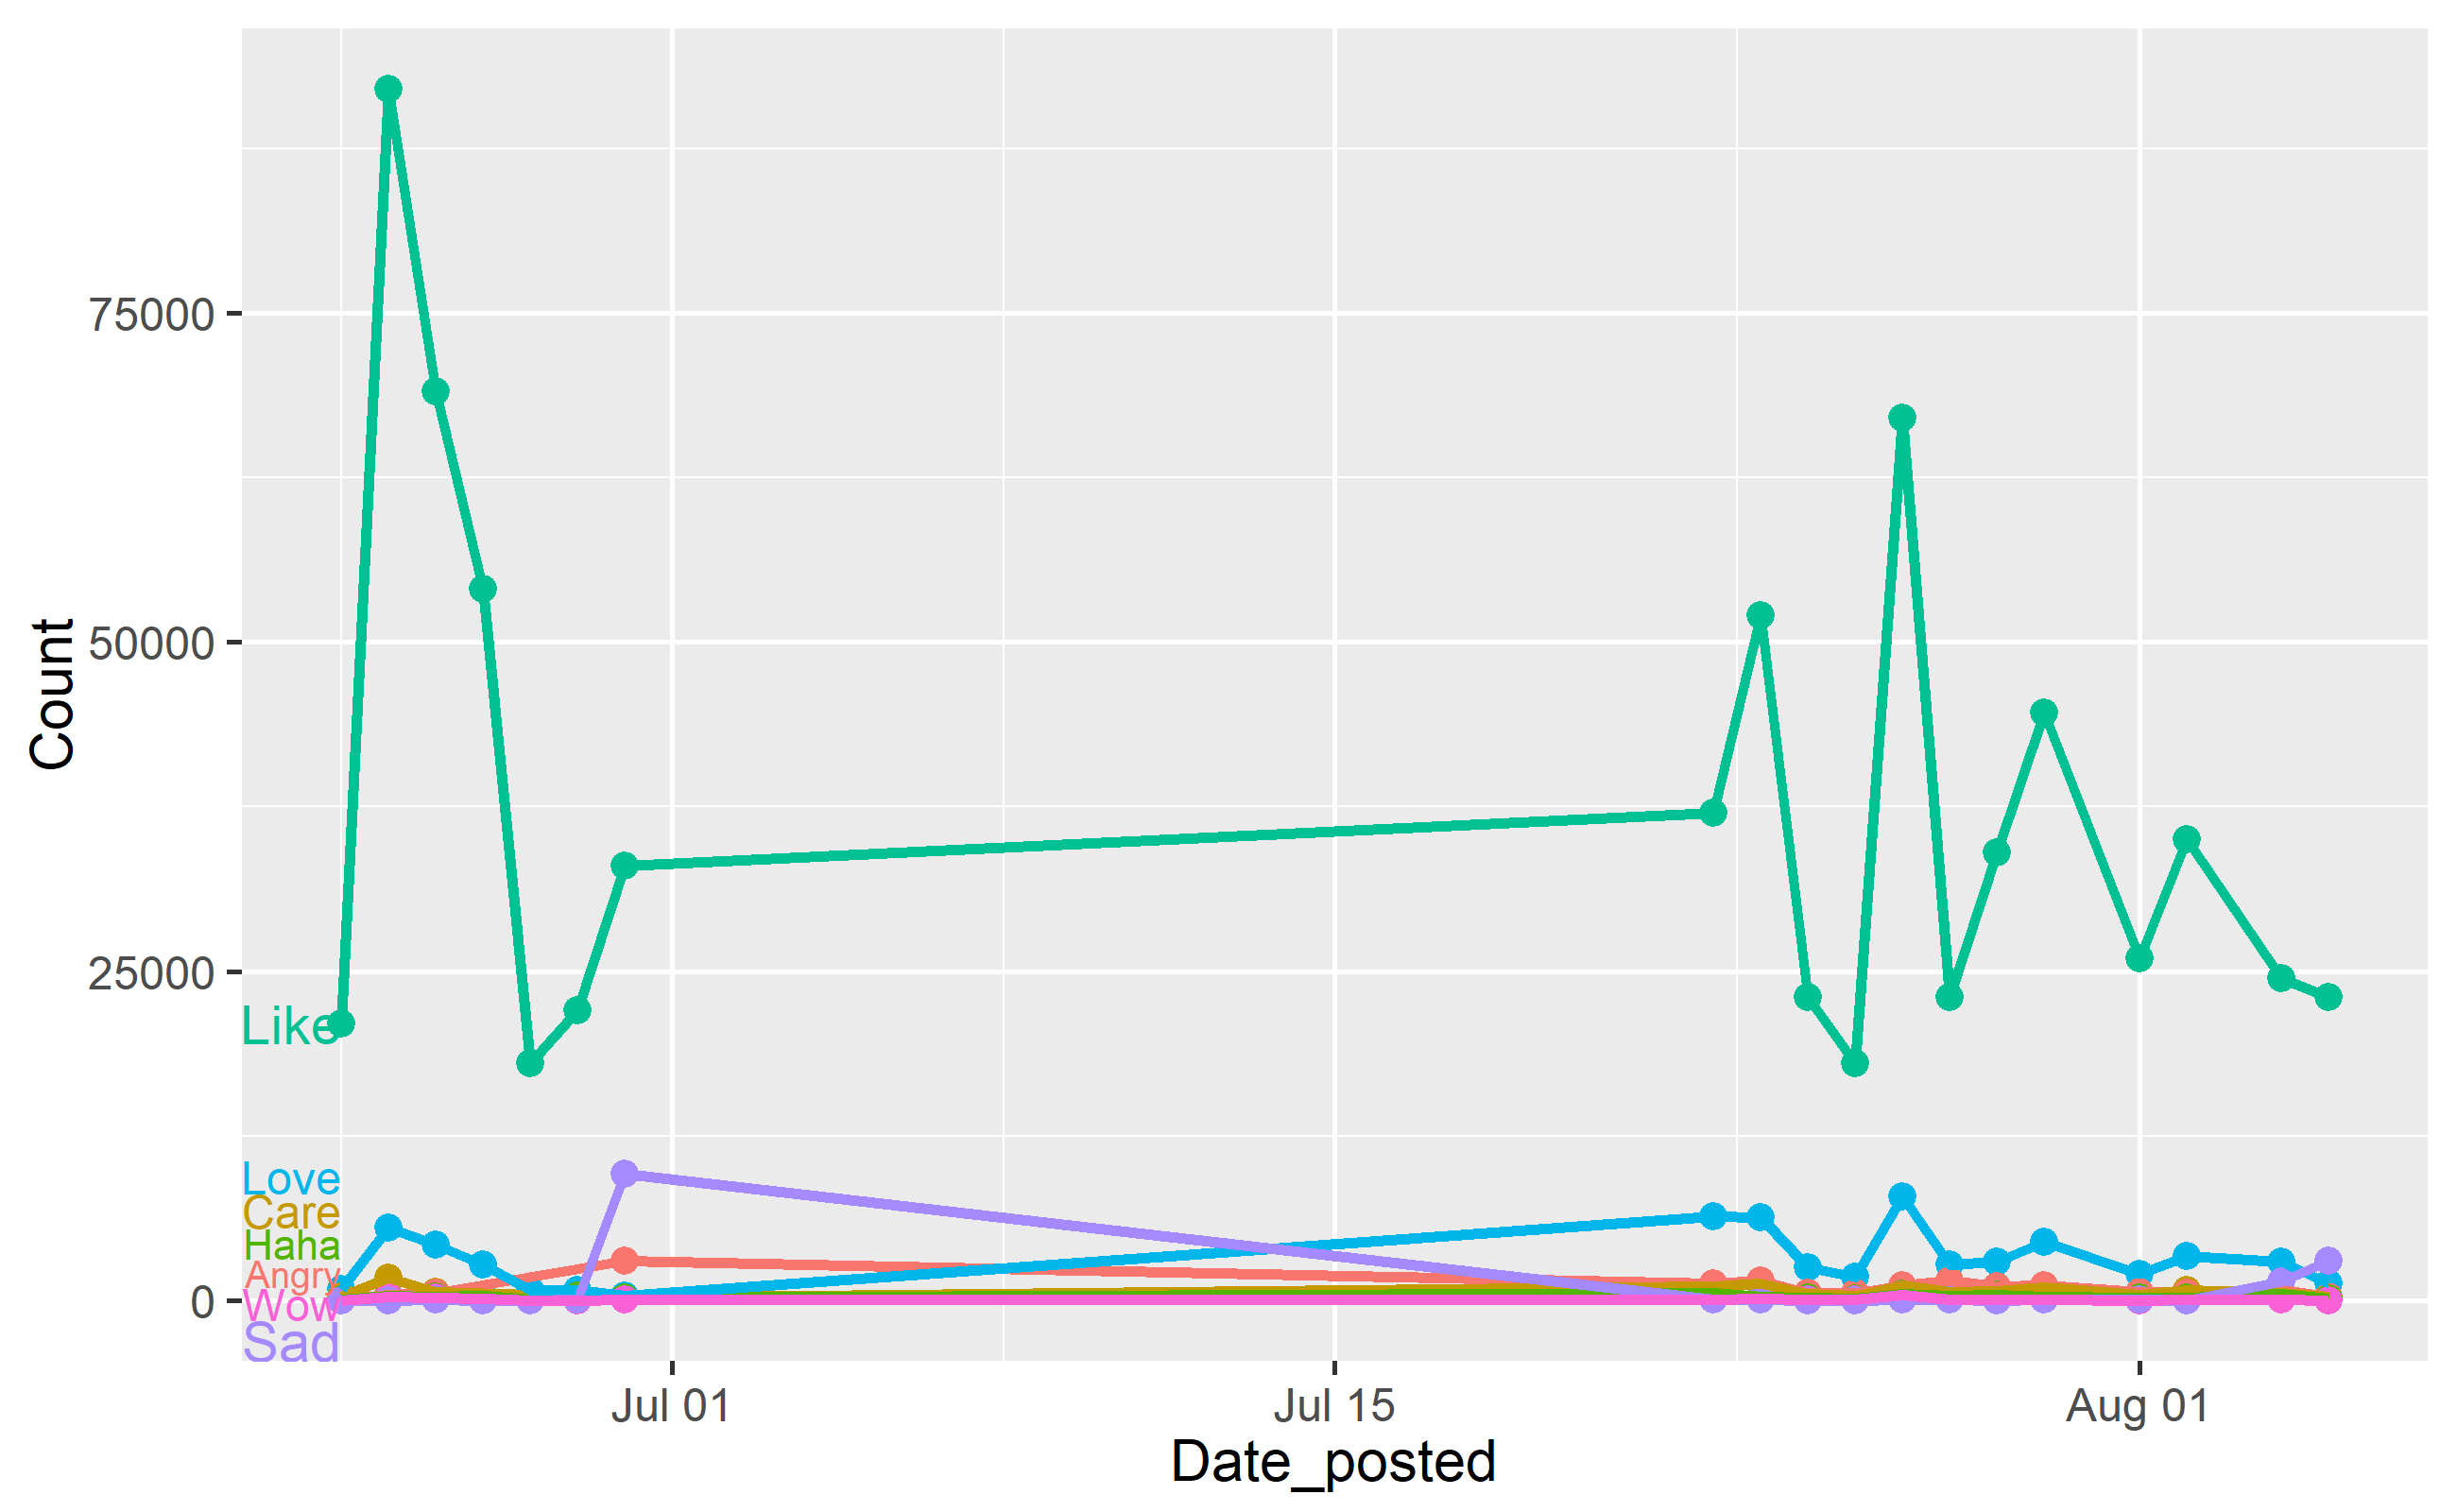 75000
50000
25000
0
Count
Like
Love
Care
Haha
Angry
Wow
Sad
Jul 01
Jul 15
Aug 01
Date_posted